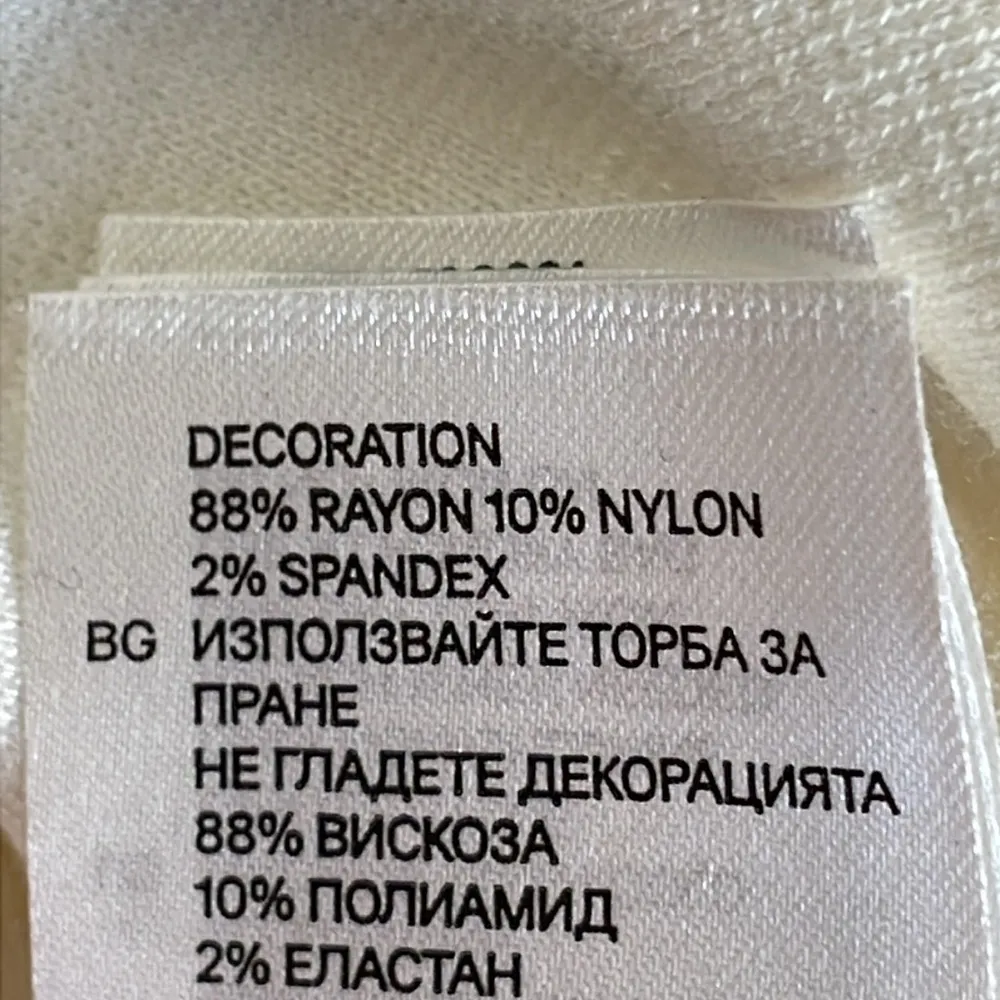 DECORATION
88% RAYON 10% NYLON
2% SPANDEX
BG ИЗПОЛЗВАЙТЕ ТОРБА ЗА
ПРАНЕ
НЕ ГЛАДЕТЕ ДЕКОРАЦИЯТА
88% ВИСКОЗА
10% ПОЛИАМИД
2% ЕЛАСТАН